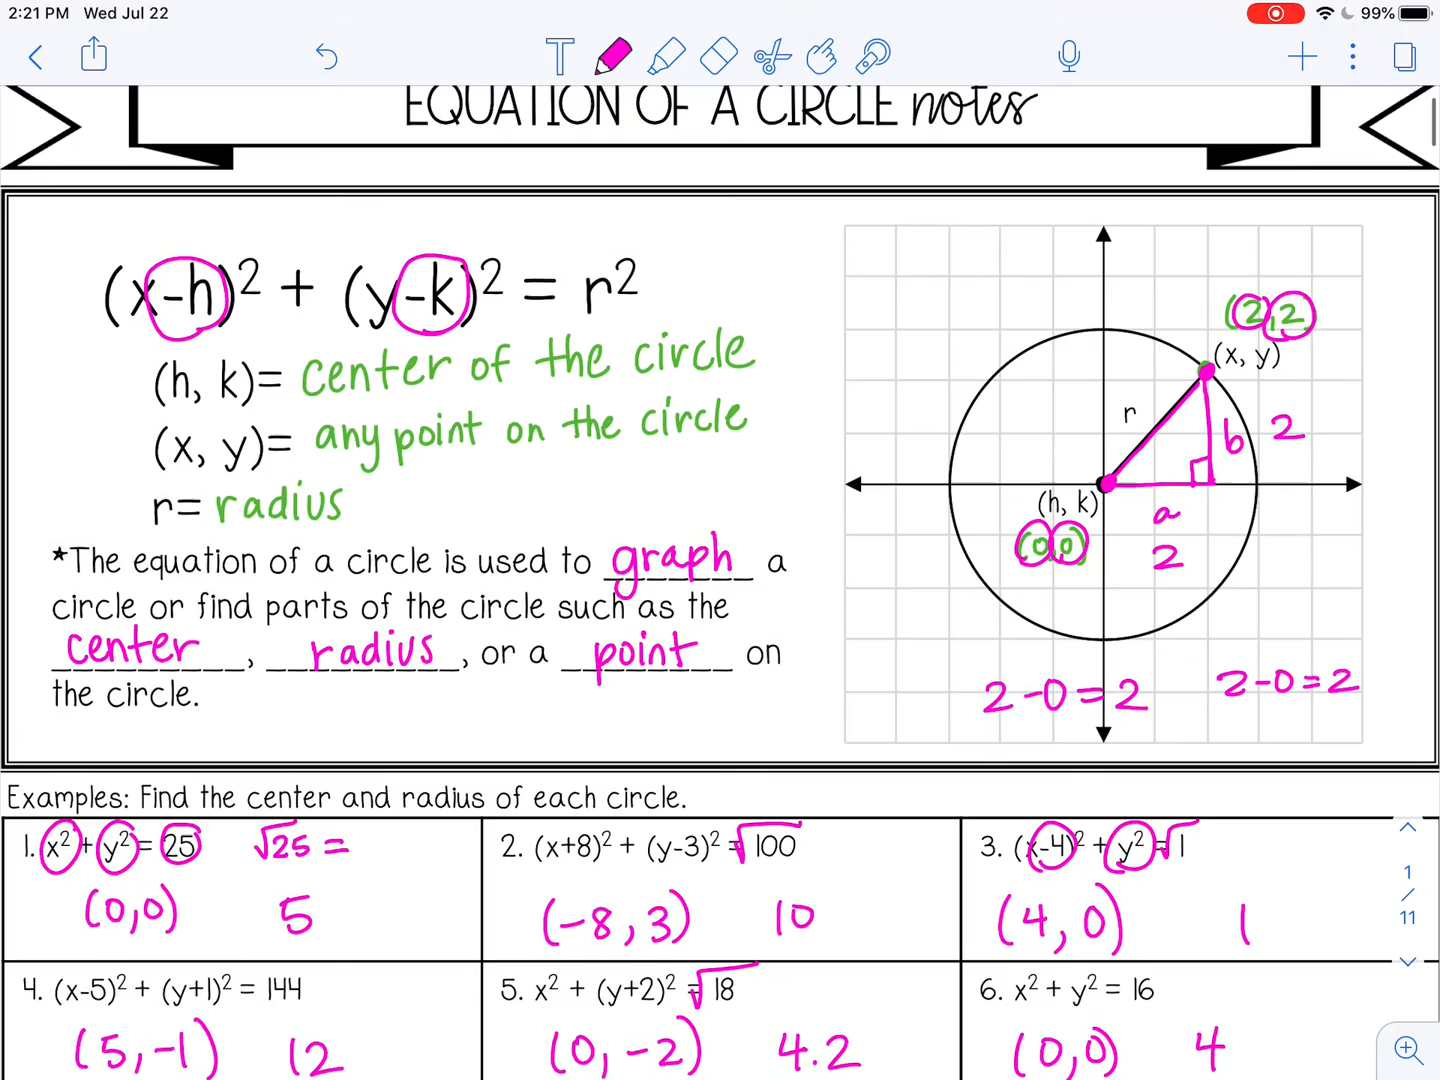 2:21 PM Wed Jul 22
99%
T
EQUATION OF A CIRCLE notes
(x-h)² + (y-k)² = r²
(h, k)= center of the circle
(x, y)= any point on the circle
r= radius
*The equation of a circle is used to graph a
circle or find parts of the circle such as the
center, radius, or a point on
the circle.
(2,2)
(x, y)
r
b 2
(h, k)
a
(0,0)
2
2-0=2
2-0=2
Examples: Find the center and radius of each circle.
1. x² + y² = 25 √25 =
(0,0) 5
2. (x+8)² + (y-3)² = √100
(-8, 3) 10
3. (x-4)² + y² = √1
(4, 0) 1
4. (x-5)² + (y+1)² = 144
(5, -1) 12
5. x² + (y+2)² = √18
(0, -2) 4.2
6. x² + y² = 16
(0,0) 4
1
/
11